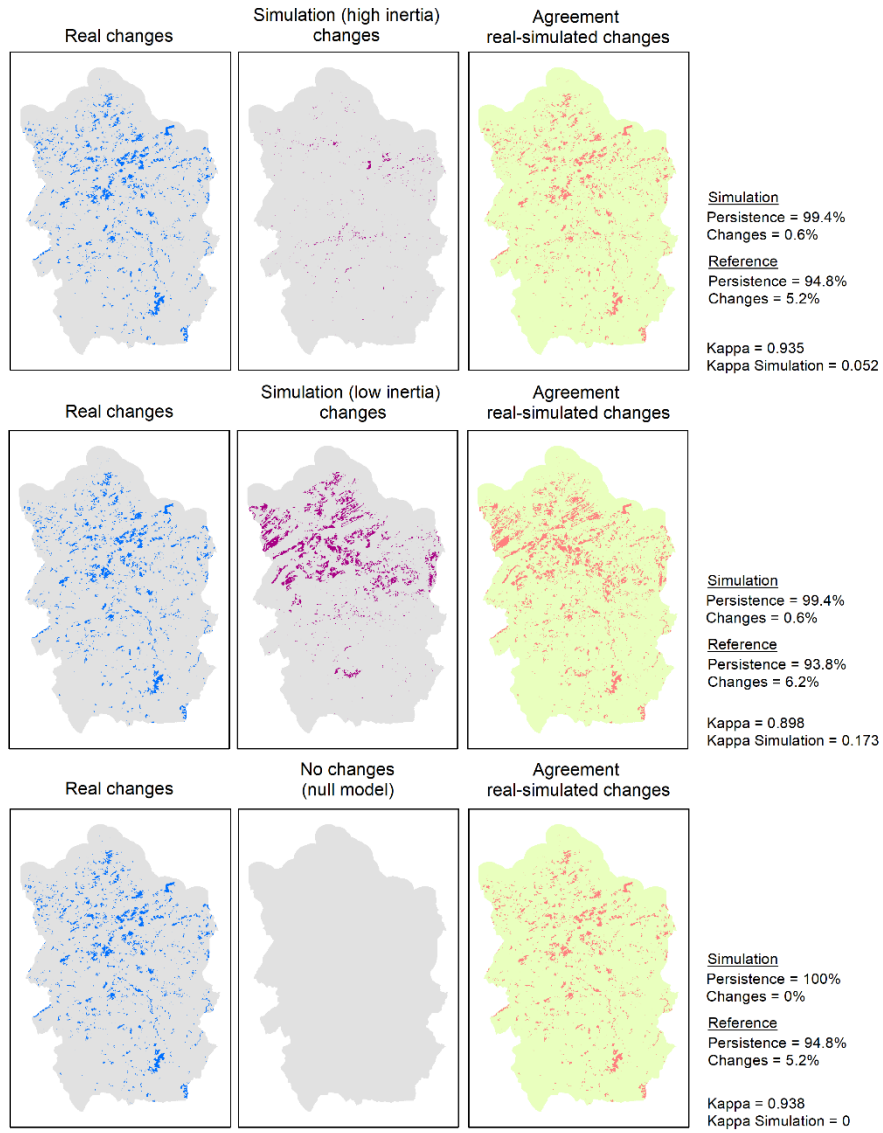 Real changes
Simulation (high inertia)
changes
Agreement
real-simulated changes
Simulation
Persistence = 99.4%
Changes = 0.6%
Reference
Persistence = 94.8%
Changes = 5.2%
Kappa = 0.935
Kappa Simulation = 0.052
Real changes
Simulation (low inertia)
changes
Agreement
real-simulated changes
Simulation
Persistence = 99.4%
Changes = 0.6%
Reference
Persistence = 93.8%
Changes = 6.2%
Kappa = 0.898
Kappa Simulation = 0.173
Real changes
No changes
(null model)
Agreement
real-simulated changes
Simulation
Persistence = 100%
Changes = 0%
Reference
Persistence = 94.8%
Changes = 5.2%
Kappa = 0.938
Kappa Simulation = 0